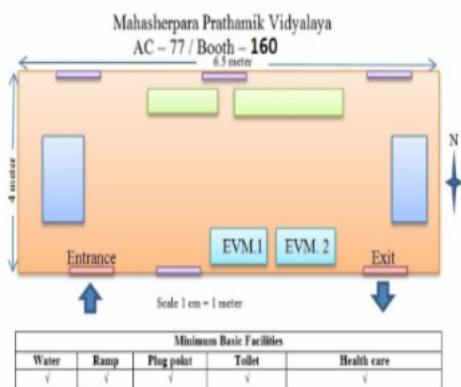 Mahasherpara Prathamik Vidyalaya
AC – 77 / Booth – 160
6.5 meter
4 meter
N
EVM.1 EVM. 2
Entrance Exit
Scale 1 cm = 1 meter
Minimum Basic Facilities
Water Ramp Plug point Toilet Health care
√ √ √ √ √